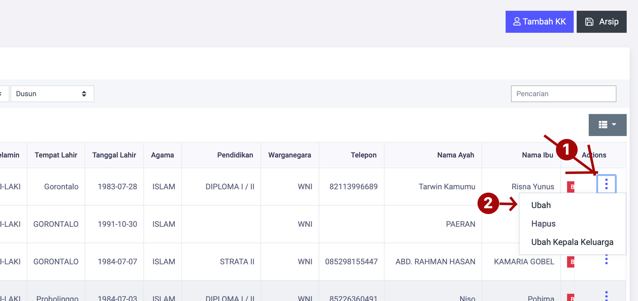 Tambah KK Arsip
Dusun Pencarian
1
elamin Tempat Lahir Tanggal Lahir Agama Pendidikan Warganegara Telepon Nama Ayah Nama Ibu Actions
I-LAKI Gorontalo 1983-07-28 ISLAM DIPLOMA I / II WNI 82113996689 Tarwin Kamumu Risna Yunus
2 Ubah
I-LAKI GORONTALO 1991-10-30 ISLAM WNI PAERAN Hapus
Ubah Kepala Keluarga
I-LAKI GORONTALO 1984-07-07 ISLAM STRATA II WNI 085298155447 ABD. RAHMAN HASAN KAMARIA GOBEL
I-LAKI Probolinggo 1984-07-03 ISLAM DIPLOMA I / II WNI 85226360491 Niso Pohima